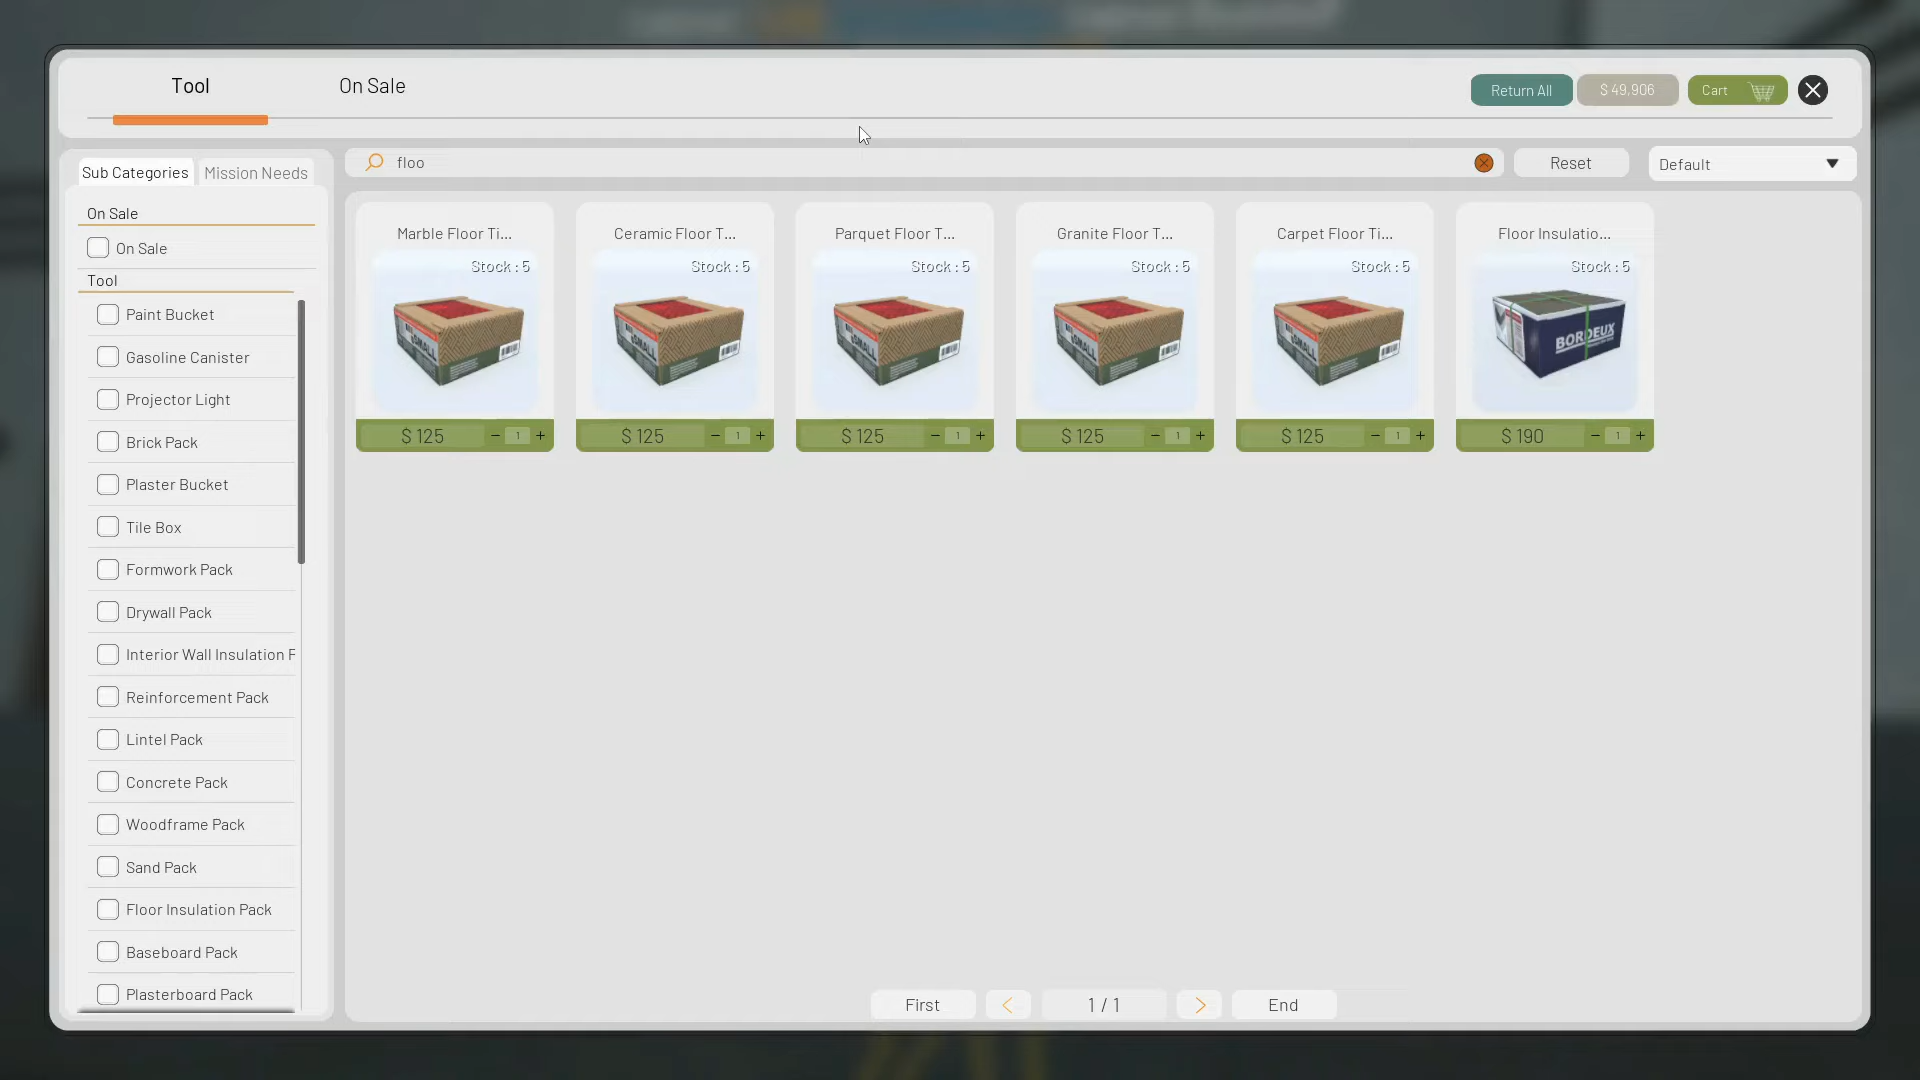 Tool
On Sale
Return All
$ 49,906
Cart
Sub Categories
Mission Needs
floo
Reset
Default
On Sale
On Sale
Tool
Paint Bucket
Gasoline Canister
Projector Light
Brick Pack
Plaster Bucket
Tile Box
Formwork Pack
Drywall Pack
Interior Wall Insulation P
Reinforcement Pack
Lintel Pack
Concrete Pack
Woodframe Pack
Sand Pack
Floor Insulation Pack
Baseboard Pack
Plasterboard Pack
Marble Floor Ti...
Stock : 5
SMALL
$ 125
- 1 +
Ceramic Floor T...
Stock : 5
SMALL
$ 125
- 1 +
Parquet Floor T...
Stock : 5
SMALL
$ 125
- 1 +
Granite Floor T...
Stock : 5
SMALL
$ 125
- 1 +
Carpet Floor Ti...
Stock : 5
SMALL
$ 125
- 1 +
Floor Insulatio...
Stock : 5
BORDEUX
$ 190
- 1 +
First
<
1 / 1
>
End